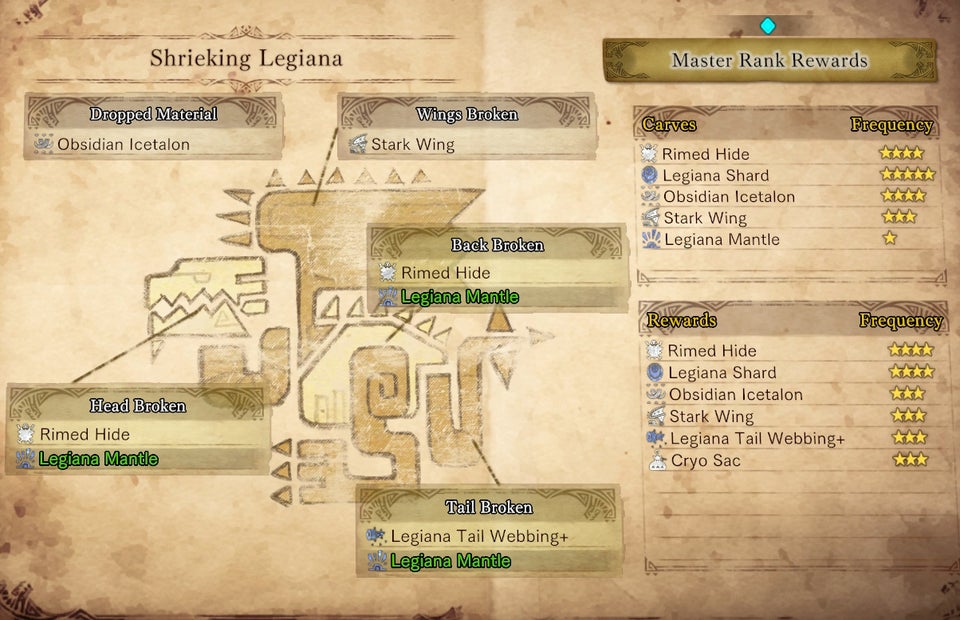 Shrieking Legiana
Master Rank Rewards
Dropped Material
Obsidian Icetalon
Wings Broken
Stark Wing
Back Broken
Rimed Hide
Legiana Mantle
Head Broken
Rimed Hide
Legiana Mantle
Tail Broken
Legiana Tail Webbing+
Legiana Mantle
Carves Frequency
Rimed Hide
Legiana Shard
Obsidian Icetalon
Stark Wing
Legiana Mantle
Rewards Frequency
Rimed Hide
Legiana Shard
Obsidian Icetalon
Stark Wing
Legiana Tail Webbing+
Cryo Sac